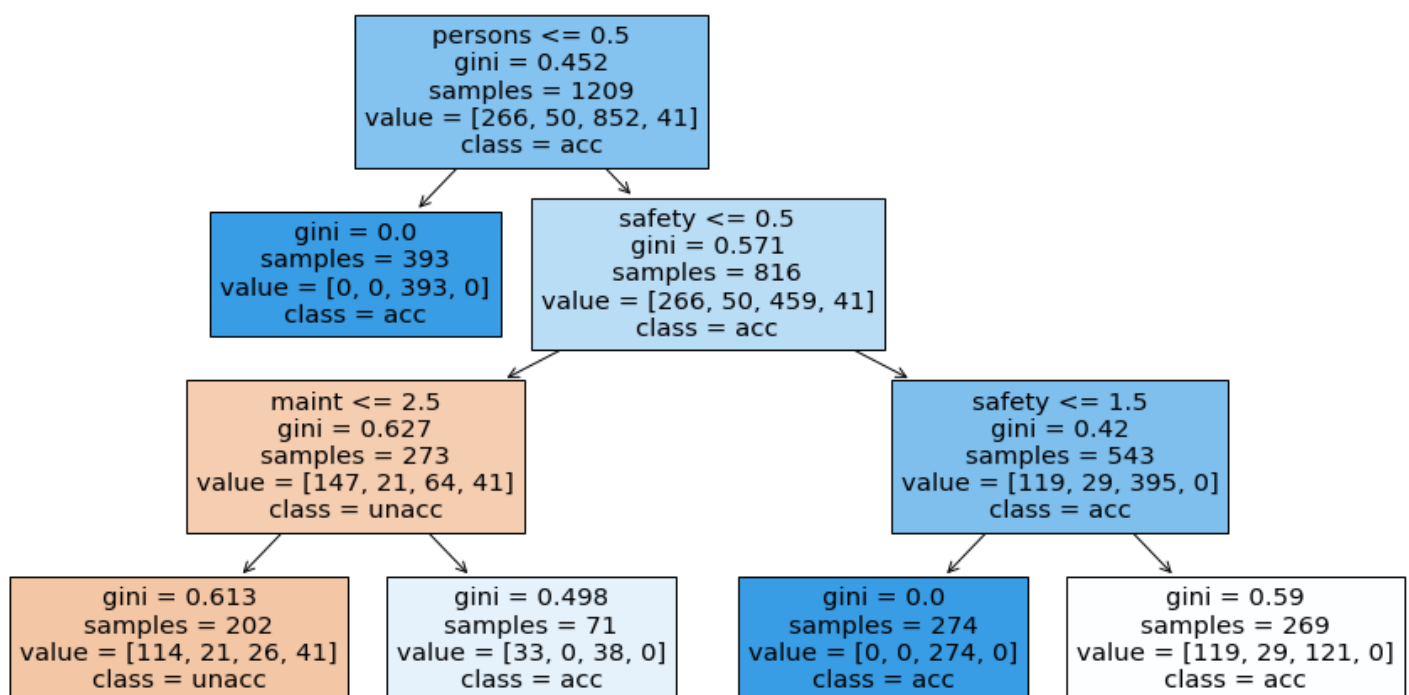 persons <= 0.5
gini = 0.452
samples = 1209
value = [266, 50, 852, 41]
class = acc
gini = 0.0
samples = 393
value = [0, 0, 393, 0]
class = acc
safety <= 0.5
gini = 0.571
samples = 816
value = [266, 50, 459, 41]
class = acc
maint <= 2.5
gini = 0.627
samples = 273
value = [147, 21, 64, 41]
class = unacc
safety <= 1.5
gini = 0.42
samples = 543
value = [119, 29, 395, 0]
class = acc
gini = 0.613
samples = 202
value = [114, 21, 26, 41]
class = unacc
gini = 0.498
samples = 71
value = [33, 0, 38, 0]
class = acc
gini = 0.0
samples = 274
value = [0, 0, 274, 0]
class = acc
gini = 0.59
samples = 269
value = [119, 29, 121, 0]
class = acc